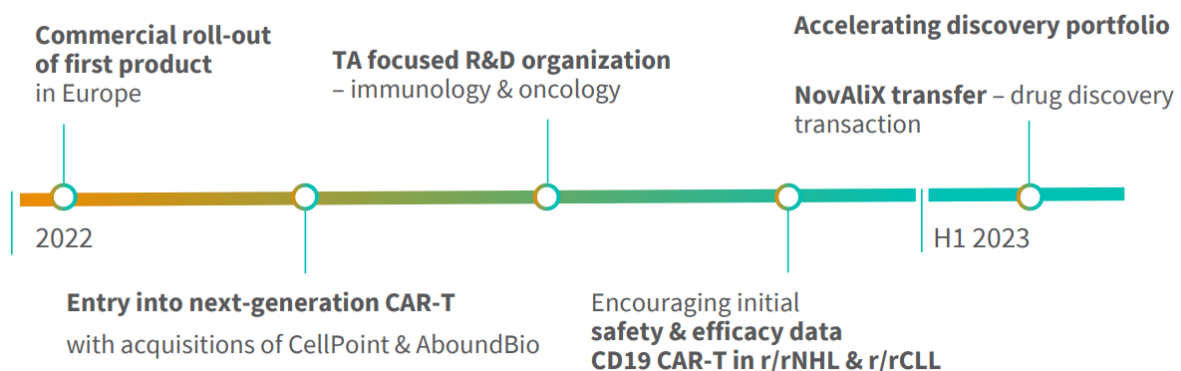 Commercial roll-out
of first product
in Europe
TA focused R&D organization
– immunology & oncology
Accelerating discovery portfolio
NovAliX transfer – drug discovery
transaction
2022
H1 2023
Entry into next-generation CAR-T
with acquisitions of CellPoint & AboundBio
Encouraging initial
safety & efficacy data
CD19 CAR-T in r/rNHL & r/rCLL